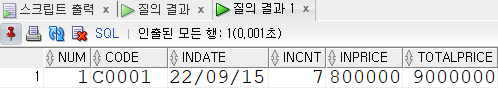 스크립트 출력 질의 결과 질의 결과 1
SQL 인출된 모든 행: 1(0,001초)
NUM CODE INDATE INCNT INPRICE TOTALPRICE
1 1 C0001 22/09/15 7 800000 9000000